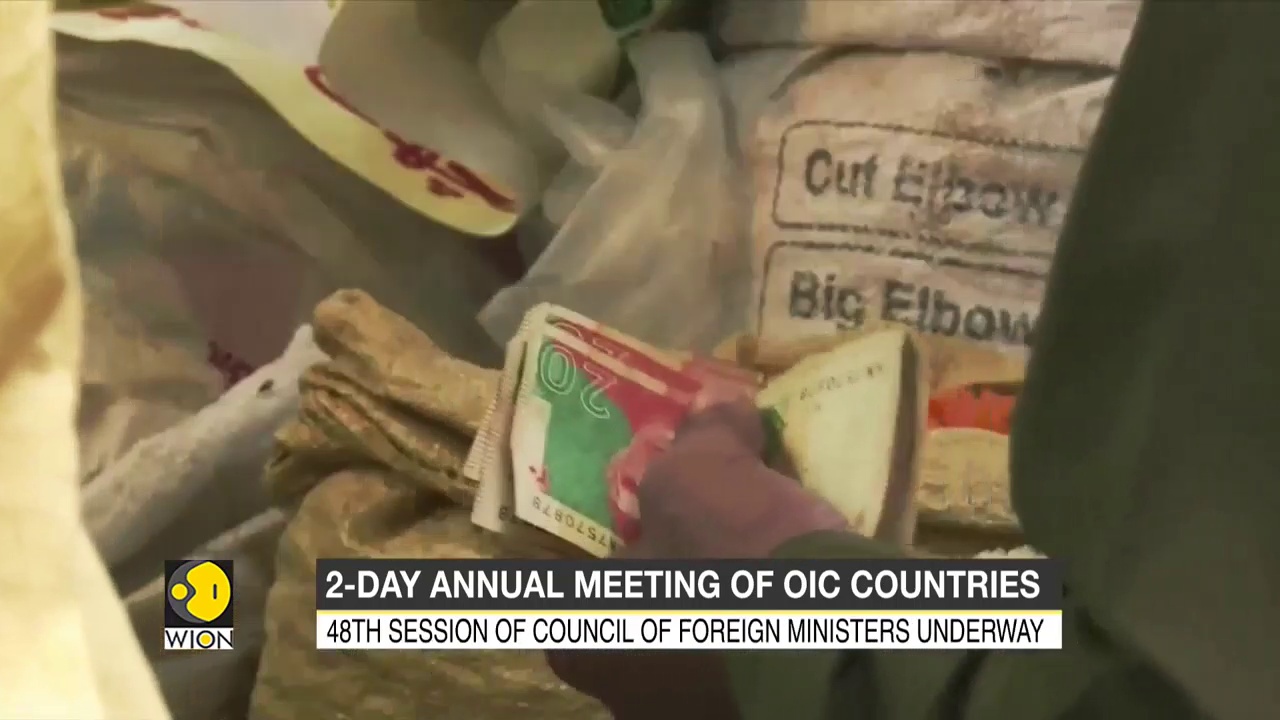 Cut Elbow
Big Elbow
20
7570879
2-DAY ANNUAL MEETING OF OIC COUNTRIES
48TH SESSION OF COUNCIL OF FOREIGN MINISTERS UNDERWAY
WION